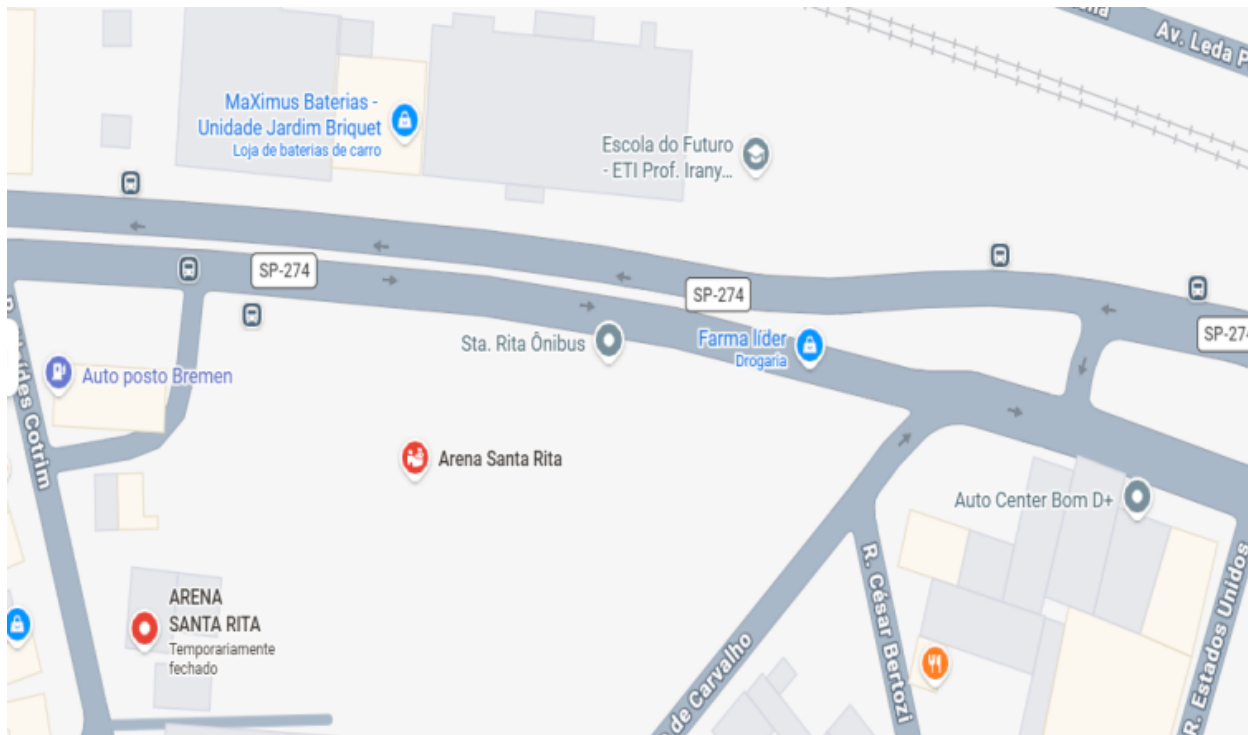 Av. Leda P
MaXimus Baterias -
Unidade Jardim Briquet
Loja de baterias de carro
Escola do Futuro
- ETI Prof. Irany...
SP-274
SP-274
SP-274
Sta. Rita Ônibus
Farma líder
Drogaria
Auto posto Bremen
Cotrim
Arena Santa Rita
Auto Center Bom D+
ARENA
SANTA RITA
Temporariamente
fechado
de Carvalho
R. César Bertozi
R. Estados Unidos